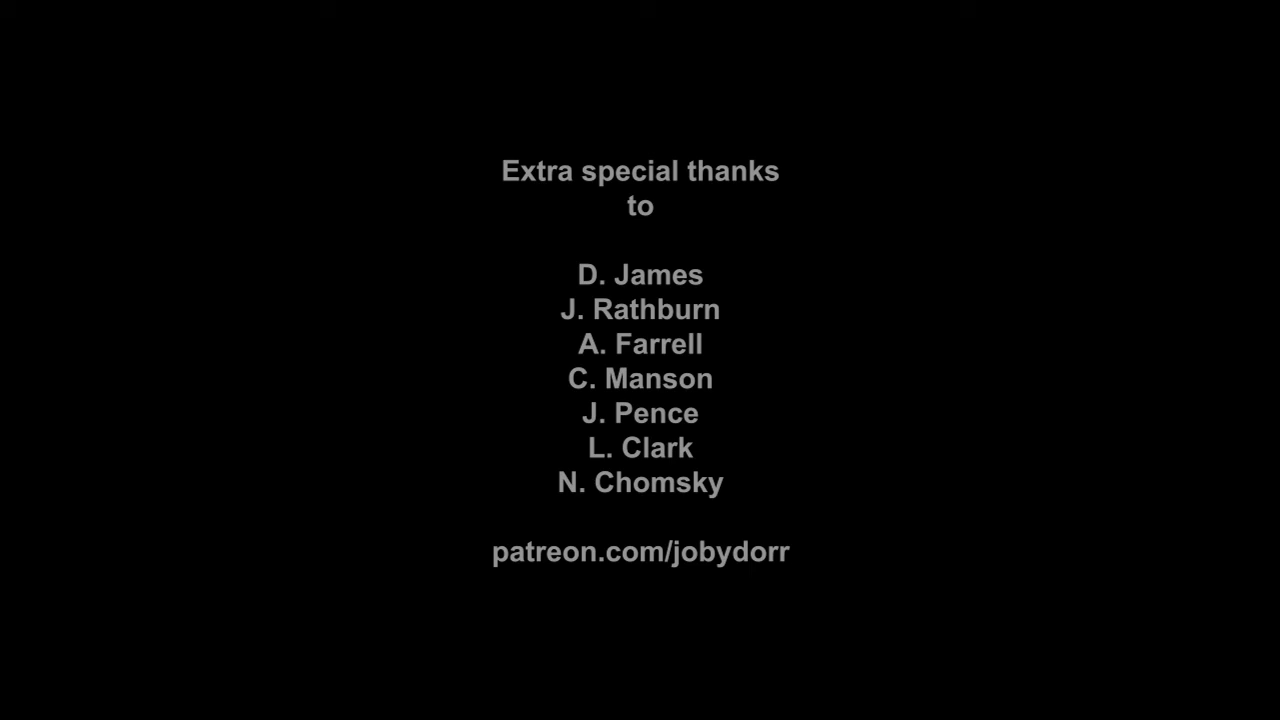 Extra special thanks
to
D. James
J. Rathburn
A. Farrell
C. Manson
J. Pence
L. Clark
N. Chomsky
patreon.com/jobydorr